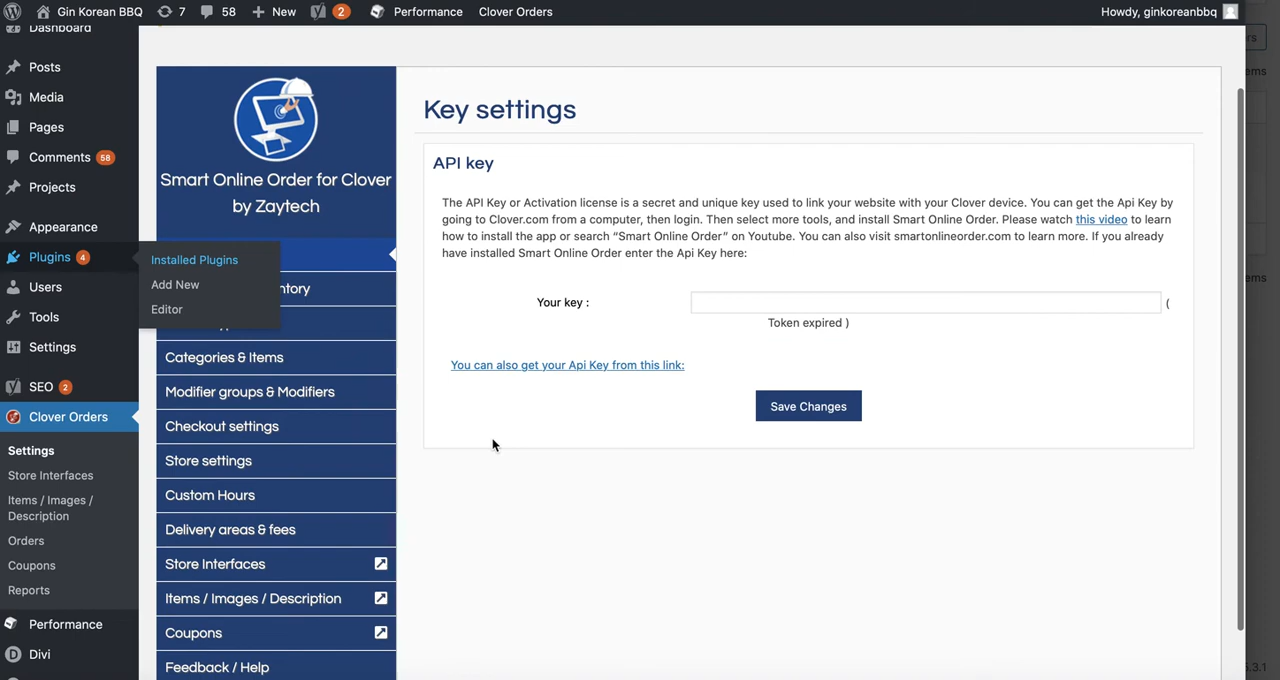 Gin Korean BBQ
7
58
New
2
Performance
Clover Orders
Howdy, ginkoreanbbq
Dashboard
Posts
Media
Pages
Comments 58
Projects
Appearance
Plugins 4
Users
Tools
Settings
SEO 2
Clover Orders
Settings
Store Interfaces
Items / Images /
Description
Orders
Coupons
Reports
Performance
Divi
Installed Plugins
Add New
Editor
Smart Online Order for Clover
by Zaytech
Categories & Items
Modifier groups & Modifiers
Checkout settings
Store settings
Custom Hours
Delivery areas & fees
Store Interfaces
Items / Images / Description
Coupons
Feedback / Help
Key settings
API key
The API Key or Activation license is a secret and unique key used to link your website with your Clover device. You can get the Api Key by
going to Clover.com from a computer, then login. Then select more tools, and install Smart Online Order. Please watch this video to learn
how to install the app or search “Smart Online Order” on Youtube. You can also visit smartonlineorder.com to learn more. If you already
have installed Smart Online Order enter the Api Key here:
Your key : (
Token expired )
You can also get your Api Key from this link:
Save Changes